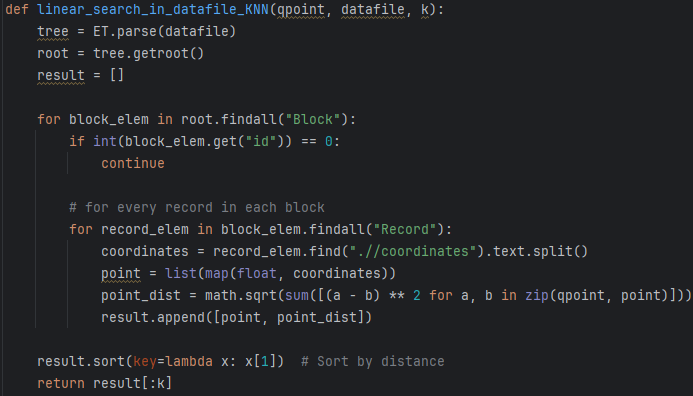 def linear_search_in_datafile_KNN(qpoint, datafile, k):
    tree = ET.parse(datafile)
    root = tree.getroot()
    result = []

    for block_elem in root.findall("Block"):
        if int(block_elem.get("id")) == 0:
            continue

        # for every record in each block
        for record_elem in block_elem.findall("Record"):
            coordinates = record_elem.find(".//coordinates").text.split()
            point = list(map(float, coordinates))
            point_dist = math.sqrt(sum([(a - b) ** 2 for a, b in zip(qpoint, point)]))
            result.append([point, point_dist])

    result.sort(key=lambda x: x[1])  # Sort by distance
    return result[:k]